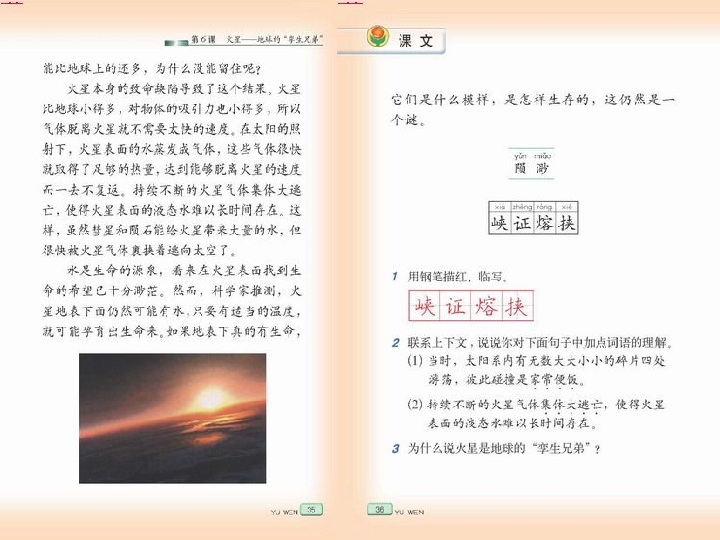 第6课 火星——地球的“孪生兄弟”
能比地球上的还多，为什么没能留住呢？
火星本身的致命缺陷导致了这个结果。火星
比地球小得多，对物体的吸引力也小得多，所以
气体脱离火星就不需要太快的速度。在太阳的照
射下，火星表面的水蒸发成气体，这些气体很快
就取得了足够的热量，达到能够脱离火星的速度
而一去不复返。持续不断的火星气体集体大逃
亡，使得火星表面的液态水难以长时间存在。这
样，虽然彗星和陨石能给火星带来大量的水，但
很快被火星气体裹挟着逃向太空了。
水是生命的源泉，看来在火星表面找到生
命的希望已十分渺茫。然而，科学家推测，火
星地表下面仍然可能有水，只要有适当的温度，
就可能孕育出生命来。如果地表下真的有生命，
YU WEN 35
课文
它们是什么模样，是怎样生存的，这仍然是一
个谜。
yǔn miǎo
陨 渺
xiá zhèng róng xié
峡 证 熔 挟
1 用钢笔描红、临写。
峡 证 熔 挟
2 联系上下文，说说你对下面句子中加点词语的理解。
(1) 当时，太阳系内有无数大大小小的碎片四处
游荡，彼此碰撞是家常便饭。
(2) 持续不断的火星气体集体大逃亡，使得火星
表面的液态水难以长时间存在。
3 为什么说火星是地球的“孪生兄弟”？
36 YU WEN